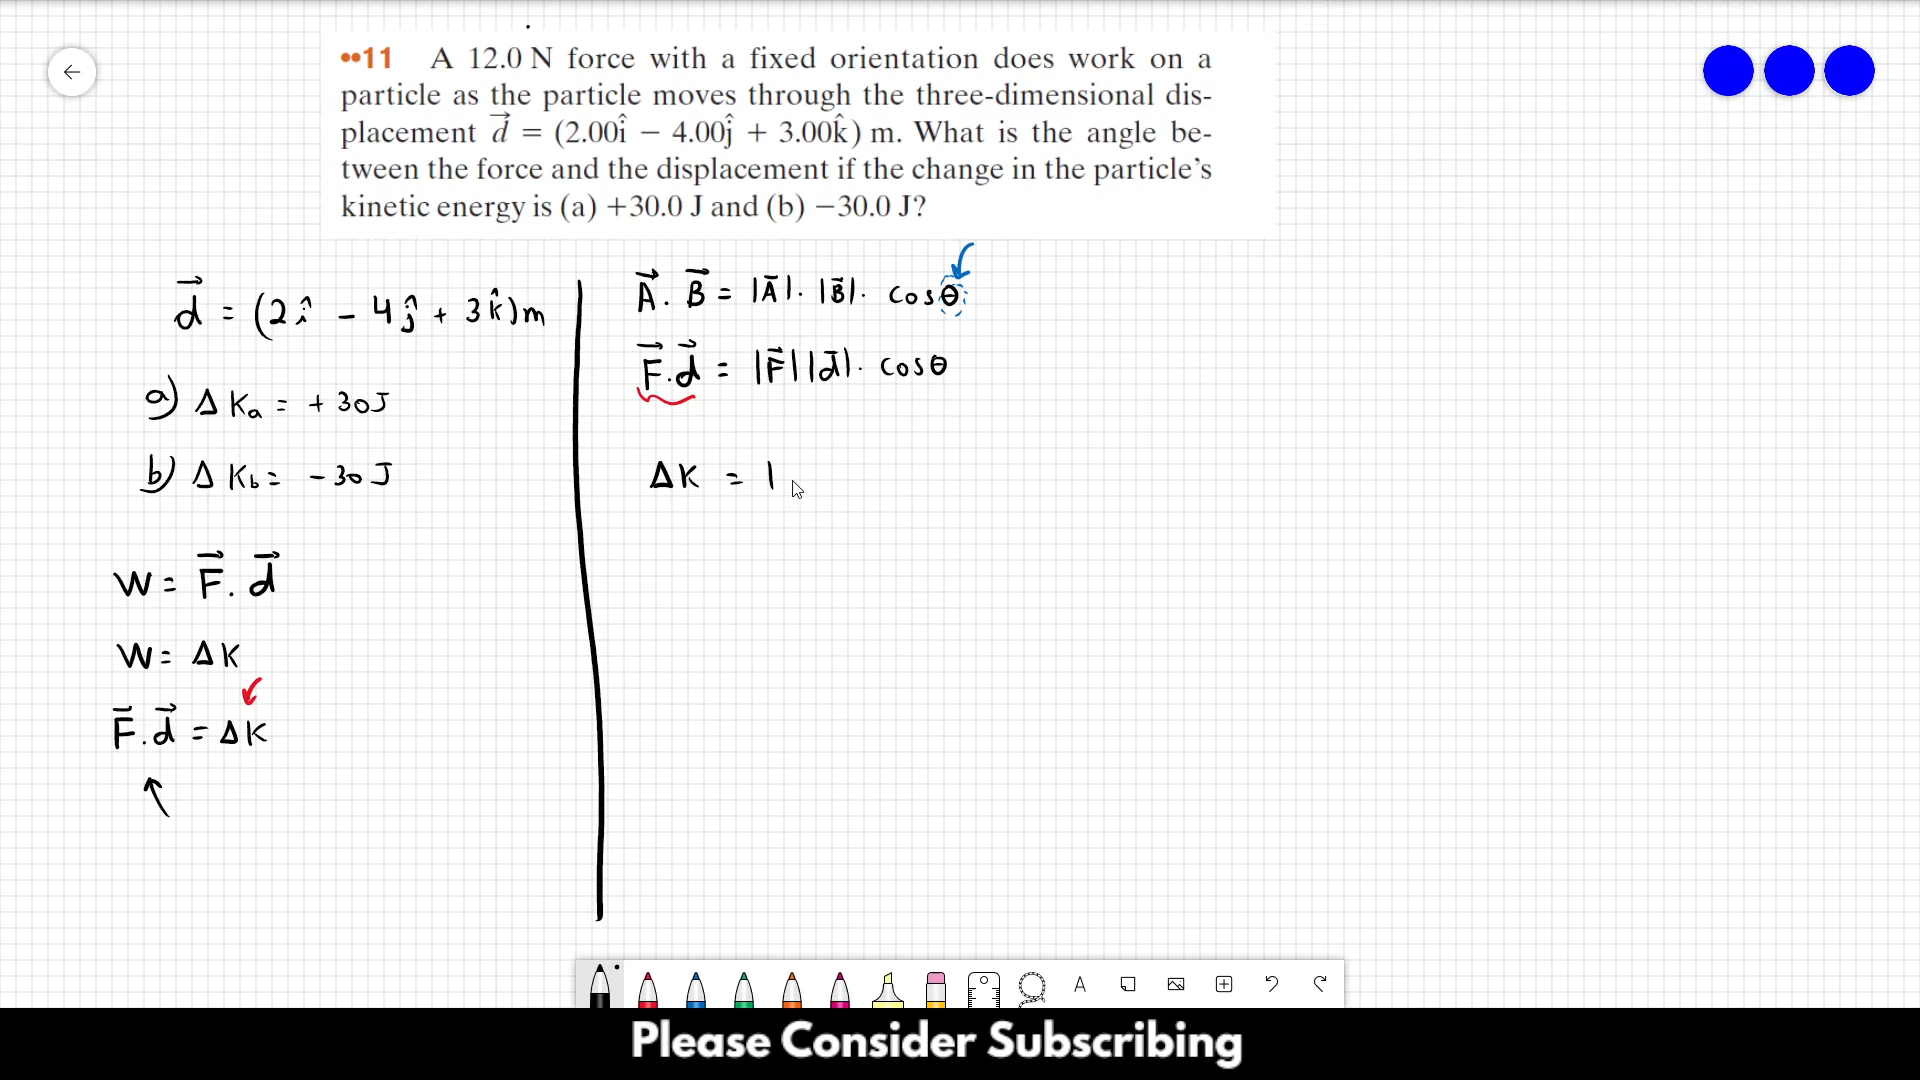 ••11 A 12.0 N force with a fixed orientation does work on a
particle as the particle moves through the three-dimensional dis-
placement d⃗ = (2.00î − 4.00ĵ + 3.00k̂) m. What is the angle be-
tween the force and the displacement if the change in the particle’s
kinetic energy is (a) +30.0 J and (b) −30.0 J?
d⃗ = (2î − 4ĵ + 3k̂)m
a) ΔKa = + 30J
b) ΔKb = − 30J
W = F⃗ . d⃗
W = ΔK
F̄ . d⃗ = ΔK
A⃗ . B⃗ = |Ā| . |B̄| . cosθ
F⃗ . d⃗ = |F⃗| |d̄| . cosθ
ΔK = |
A
Please Consider Subscribing